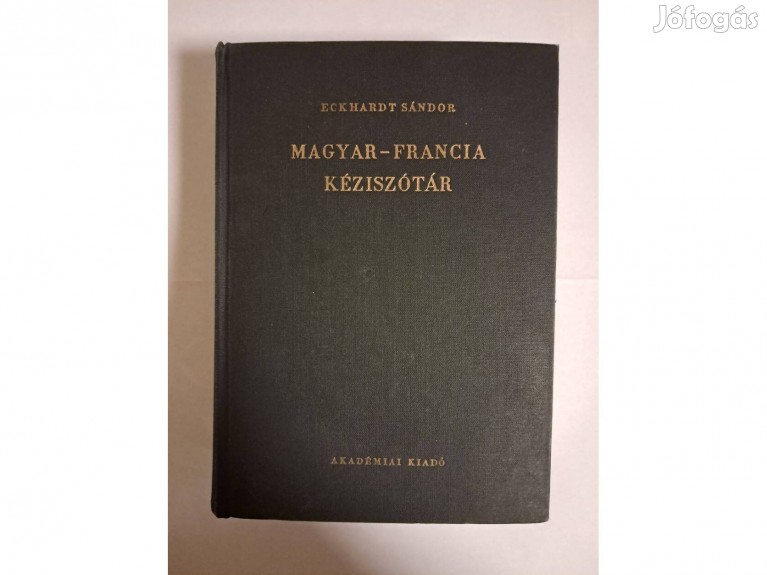 Jófogás
ECKHARDT SÁNDOR
MAGYAR–FRANCIA
KÉZISZÓTÁR
AKADÉMIAI KIADÓ